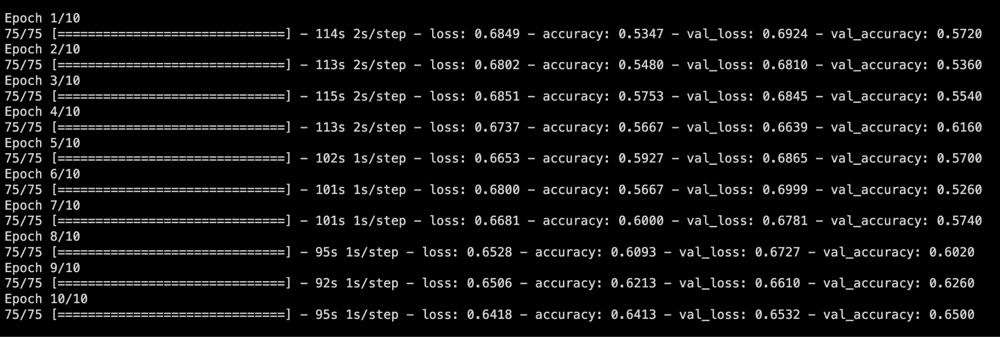 Epoch 1/10
75/75 [==============================] - 114s 2s/step - loss: 0.6849 - accuracy: 0.5347 - val_loss: 0.6924 - val_accuracy: 0.5720
Epoch 2/10
75/75 [==============================] - 113s 2s/step - loss: 0.6802 - accuracy: 0.5480 - val_loss: 0.6810 - val_accuracy: 0.5360
Epoch 3/10
75/75 [==============================] - 115s 2s/step - loss: 0.6851 - accuracy: 0.5753 - val_loss: 0.6845 - val_accuracy: 0.5540
Epoch 4/10
75/75 [==============================] - 113s 2s/step - loss: 0.6737 - accuracy: 0.5667 - val_loss: 0.6639 - val_accuracy: 0.6160
Epoch 5/10
75/75 [==============================] - 102s 1s/step - loss: 0.6653 - accuracy: 0.5927 - val_loss: 0.6865 - val_accuracy: 0.5700
Epoch 6/10
75/75 [==============================] - 101s 1s/step - loss: 0.6800 - accuracy: 0.5667 - val_loss: 0.6999 - val_accuracy: 0.5260
Epoch 7/10
75/75 [==============================] - 101s 1s/step - loss: 0.6681 - accuracy: 0.6000 - val_loss: 0.6781 - val_accuracy: 0.5740
Epoch 8/10
75/75 [==============================] - 95s 1s/step - loss: 0.6528 - accuracy: 0.6093 - val_loss: 0.6727 - val_accuracy: 0.6020
Epoch 9/10
75/75 [==============================] - 92s 1s/step - loss: 0.6506 - accuracy: 0.6213 - val_loss: 0.6610 - val_accuracy: 0.6260
Epoch 10/10
75/75 [==============================] - 95s 1s/step - loss: 0.6418 - accuracy: 0.6413 - val_loss: 0.6532 - val_accuracy: 0.6500